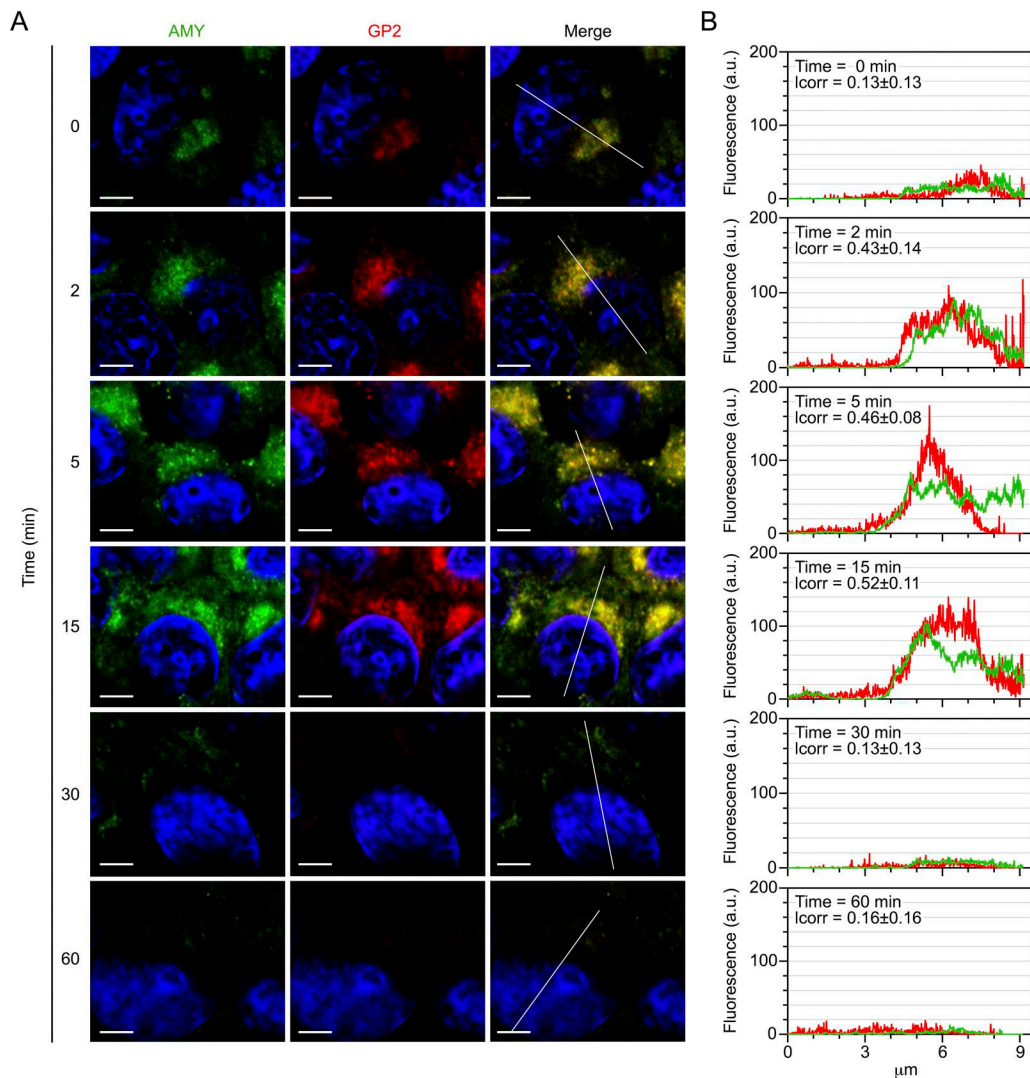 A
AMY
GP2
Merge
B
Time (min)
0
2
5
15
30
60
Fluorescence (a.u.)
200
100
0
Time = 0 min
Icorr = 0.13±0.13
Fluorescence (a.u.)
200
100
0
Time = 2 min
Icorr = 0.43±0.14
Fluorescence (a.u.)
200
100
0
Time = 5 min
Icorr = 0.46±0.08
Fluorescence (a.u.)
200
100
0
Time = 15 min
Icorr = 0.52±0.11
Fluorescence (a.u.)
200
100
0
Time = 30 min
Icorr = 0.13±0.13
Fluorescence (a.u.)
200
100
0
Time = 60 min
Icorr = 0.16±0.16
0 3 6 9
µm